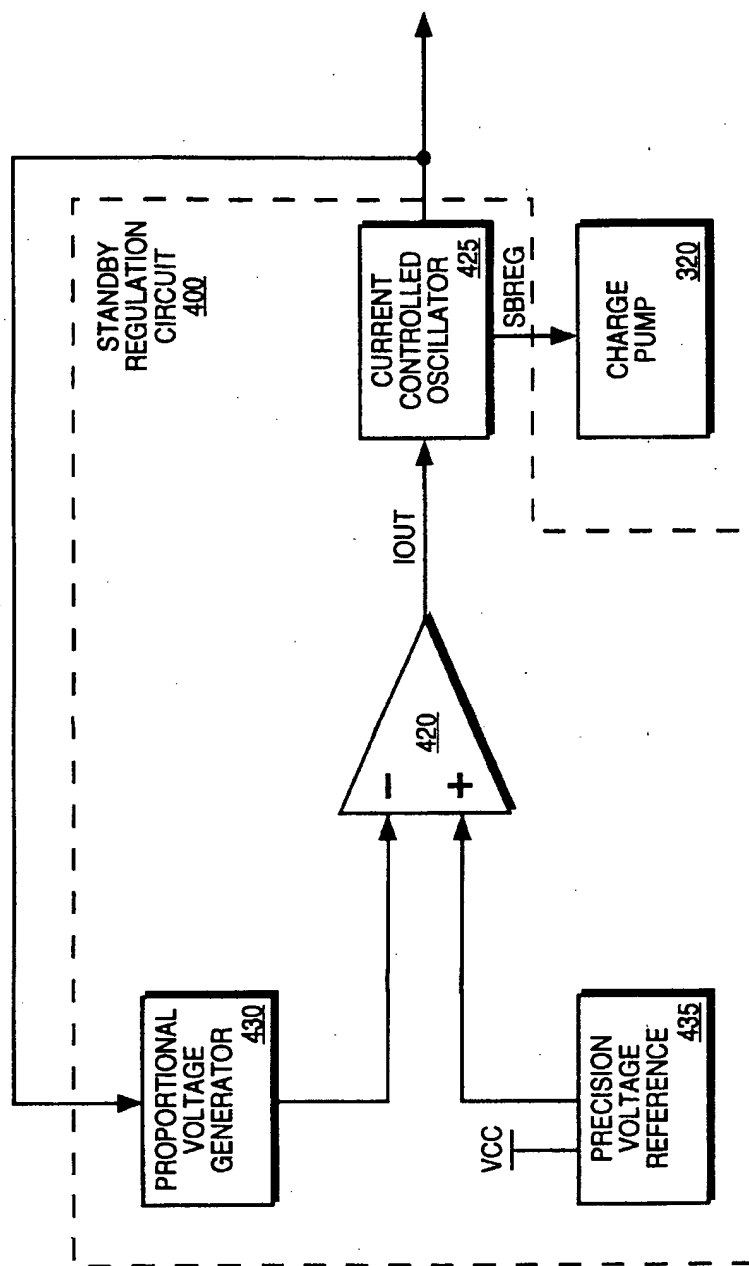 STANDBY
REGULATION
CIRCUIT
400
PROPORTIONAL
VOLTAGE
GENERATOR
430
−
+
420
IOUT
CURRENT
CONTROLLED
OSCILLATOR
425
SBREG
VCC
PRECISION
VOLTAGE
REFERENCE
435
CHARGE
PUMP
320